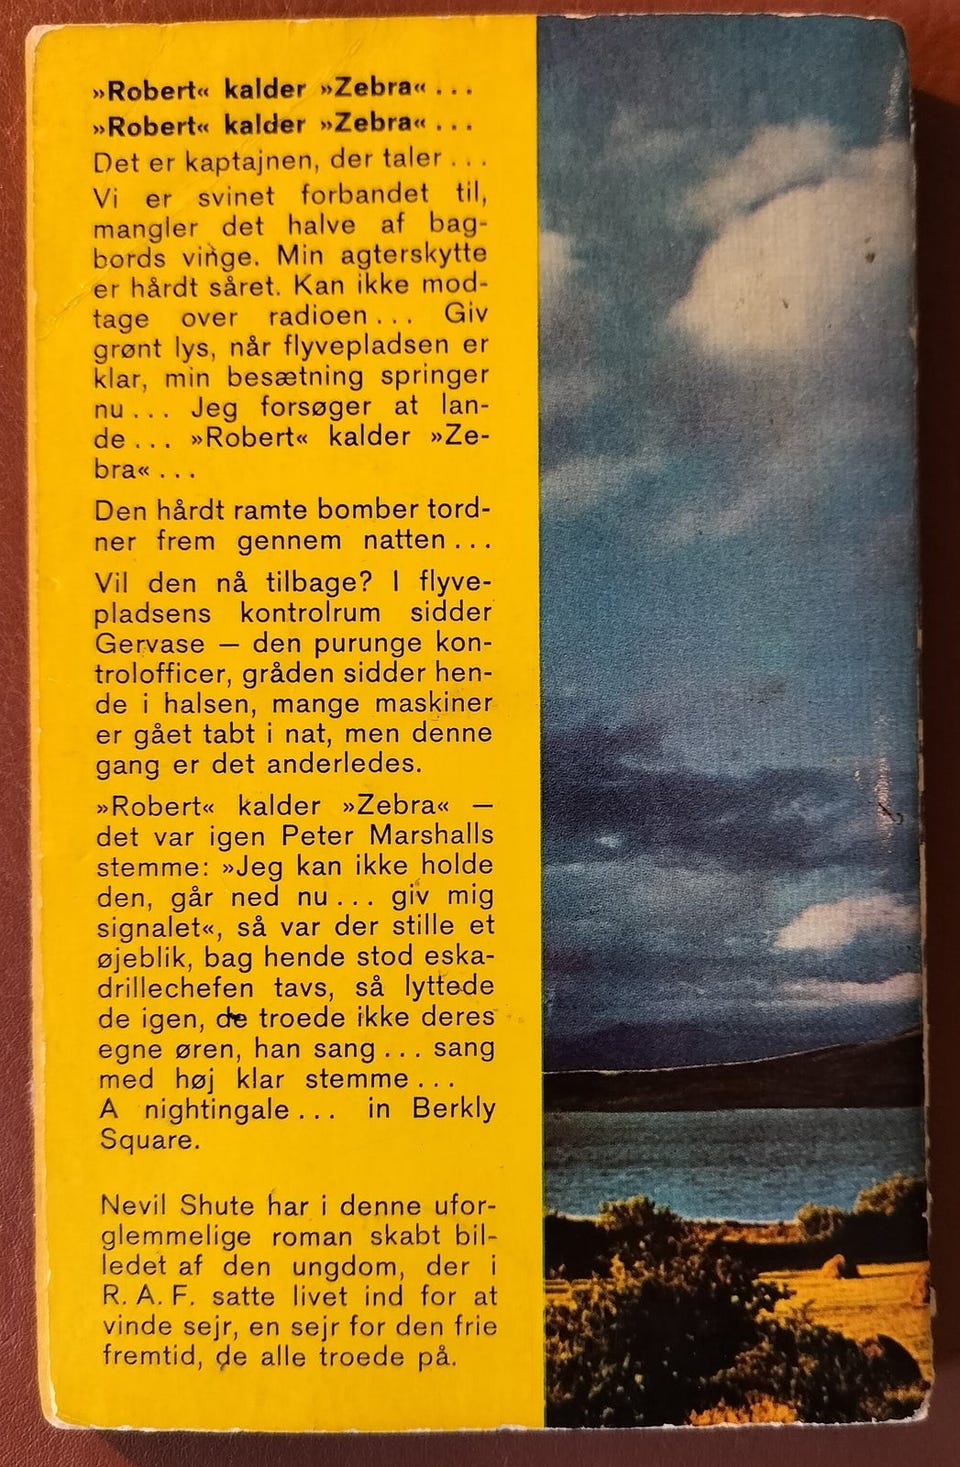 »Robert« kalder »Zebra« . . .
»Robert« kalder »Zebra« . . .
Det er kaptajnen, der taler . . .
Vi er svinet forbandet til,
mangler det halve af bag-
bords vinge. Min agterskytte
er hårdt såret. Kan ikke mod-
tage over radioen . . . Giv
grønt lys, når flyvepladsen er
klar, min besætning springer
nu . . . Jeg forsøger at lan-
de . . . »Robert« kalder »Ze-
bra« . . .
Den hårdt ramte bomber tord-
ner frem gennem natten . . .
Vil den nå tilbage? I flyve-
pladsens kontrolrum sidder
Gervase — den purunge kon-
trolofficer, gråden sidder hen-
de i halsen, mange maskiner
er gået tabt i nat, men denne
gang er det anderledes.
»Robert« kalder »Zebra« —
det var igen Peter Marshalls
stemme: »Jeg kan ikke holde
den, går ned nu . . . giv mig
signalet«, så var der stille et
øjeblik, bag hende stod eska-
drillechefen tavs, så lyttede
de igen, de troede ikke deres
egne øren, han sang . . . sang
med høj klar stemme . . .
A nightingale . . . in Berkly
Square.
Nevil Shute har i denne ufor-
glemmelige roman skabt bil-
ledet af den ungdom, der i
R. A. F. satte livet ind for at
vinde sejr, en sejr for den frie
fremtid, de alle troede på.